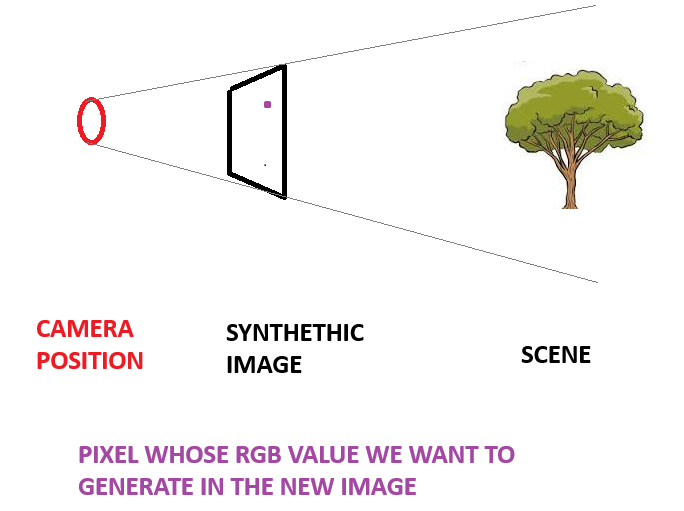 CAMERA
POSITION
SYNTHETHIC
IMAGE
SCENE
PIXEL WHOSE RGB VALUE WE WANT TO
GENERATE IN THE NEW IMAGE